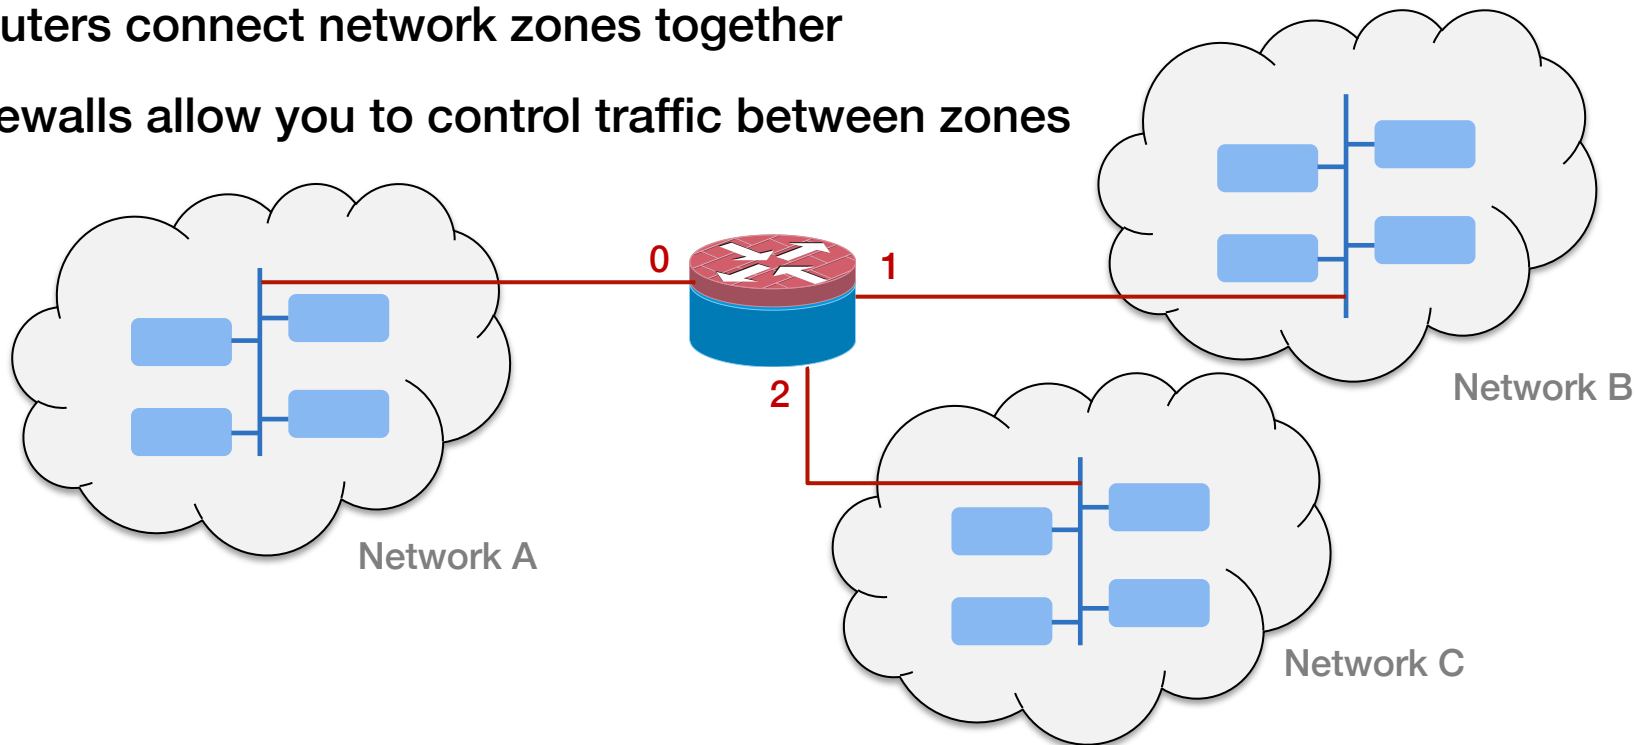 uters connect network zones together
ewalls allow you to control traffic between zones
0
1
2
Network A
Network B
Network C